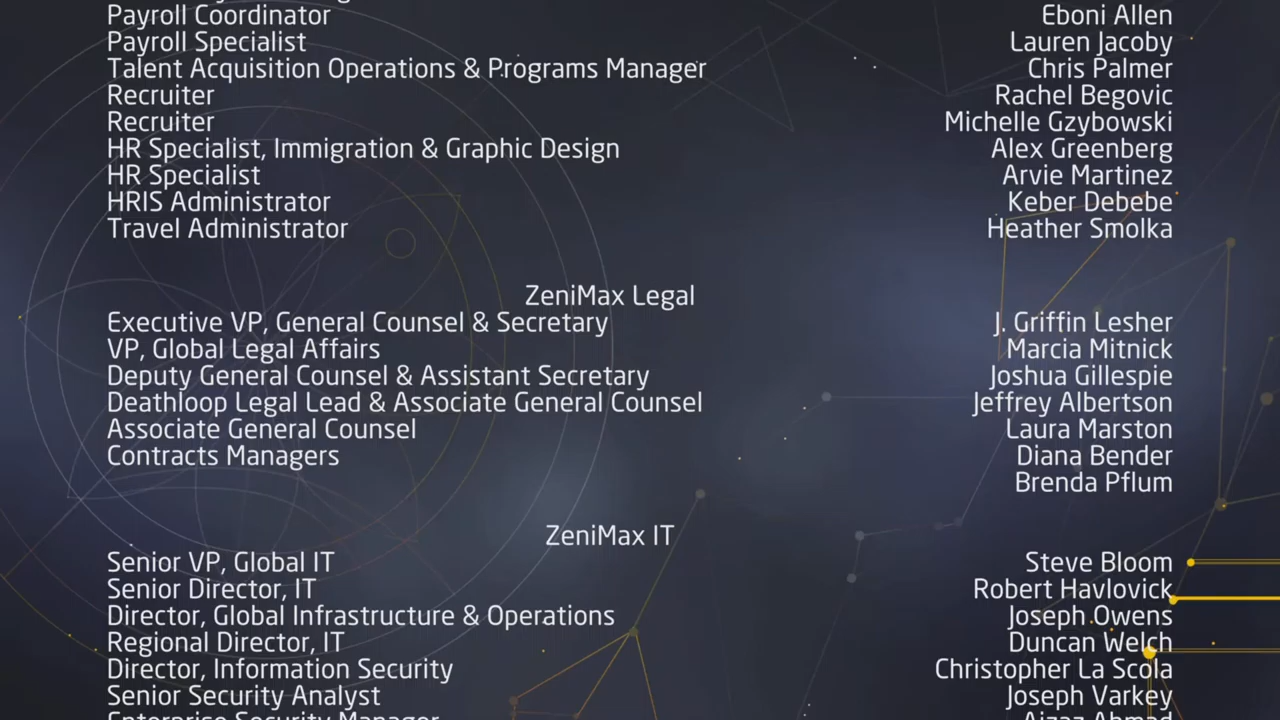 Payroll Coordinator Eboni Allen
Payroll Specialist Lauren Jacoby
Talent Acquisition Operations & Programs Manager Chris Palmer
Recruiter Rachel Begovic
Recruiter Michelle Gzybowski
HR Specialist, Immigration & Graphic Design Alex Greenberg
HR Specialist Arvie Martinez
HRIS Administrator Keber Debebe
Travel Administrator Heather Smolka
ZeniMax Legal
Executive VP, General Counsel & Secretary J. Griffin Lesher
VP, Global Legal Affairs Marcia Mitnick
Deputy General Counsel & Assistant Secretary Joshua Gillespie
Deathloop Legal Lead & Associate General Counsel Jeffrey Albertson
Associate General Counsel Laura Marston
Contracts Managers Diana Bender
Brenda Pflum
ZeniMax IT
Senior VP, Global IT Steve Bloom
Senior Director, IT Robert Havlovick
Director, Global Infrastructure & Operations Joseph Owens
Regional Director, IT Duncan Welch
Director, Information Security Christopher La Scola
Senior Security Analyst Joseph Varkey
Enterprise Security Manager Aizaz Ahmad